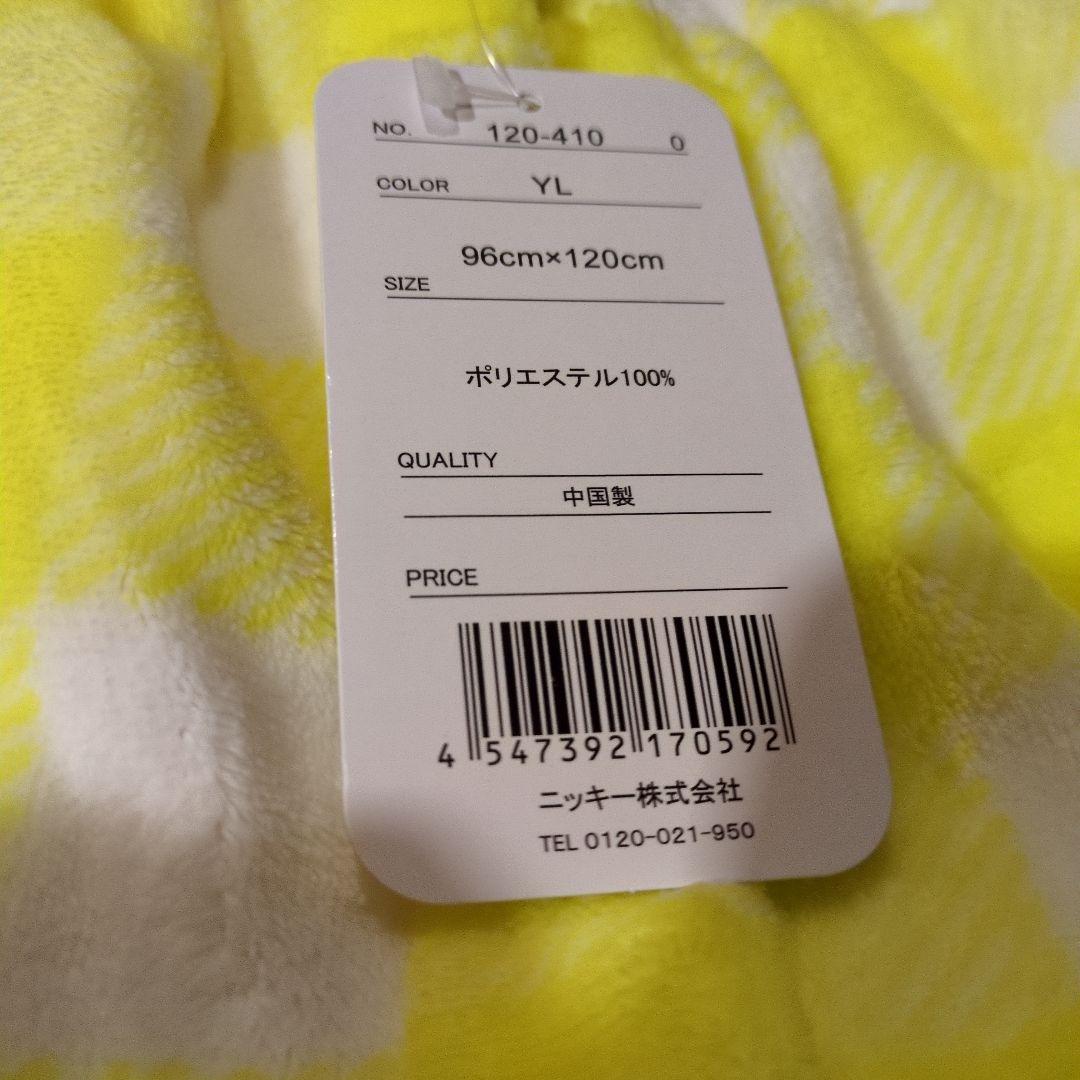 NO. 120-410 0
COLOR YL
96cm×120cm
SIZE
ポリエステル100%
QUALITY
中国製
PRICE
4 547392 170592
ニッキー株式会社
TEL 0120-021-950